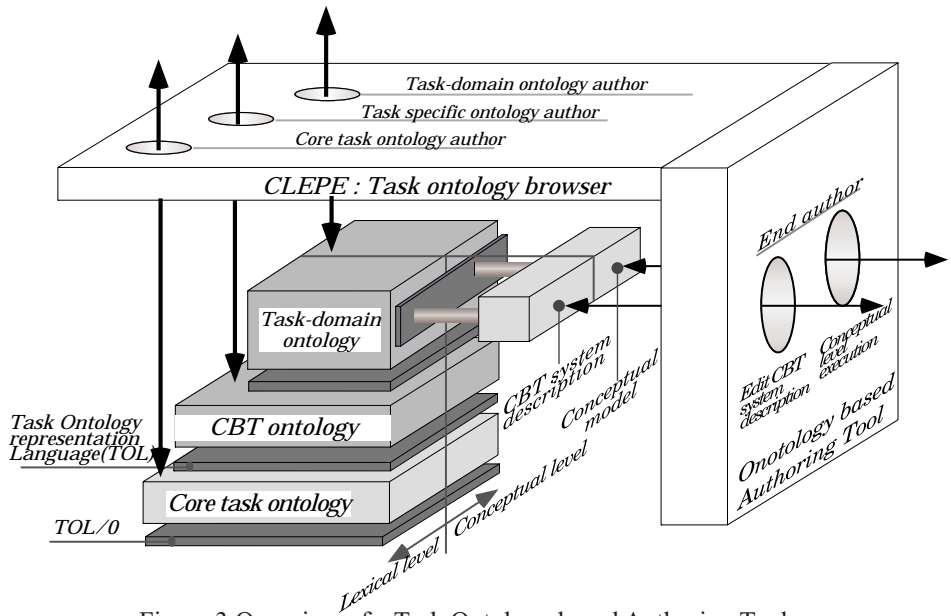 Task-domain ontology author
Task specific ontology author
Core task ontology author
CLEPE : Task ontology browser
End author
Task-domain
ontology
CBT system
description
Conceptual
model
Edit CBT
system
description
Conceptual
level
execution
Onotology based
Authoring Tool
CBT ontology
Task Ontology
representation
Language(TOL)
Core task ontology
TOL/0
Lexical level
Conceptual level